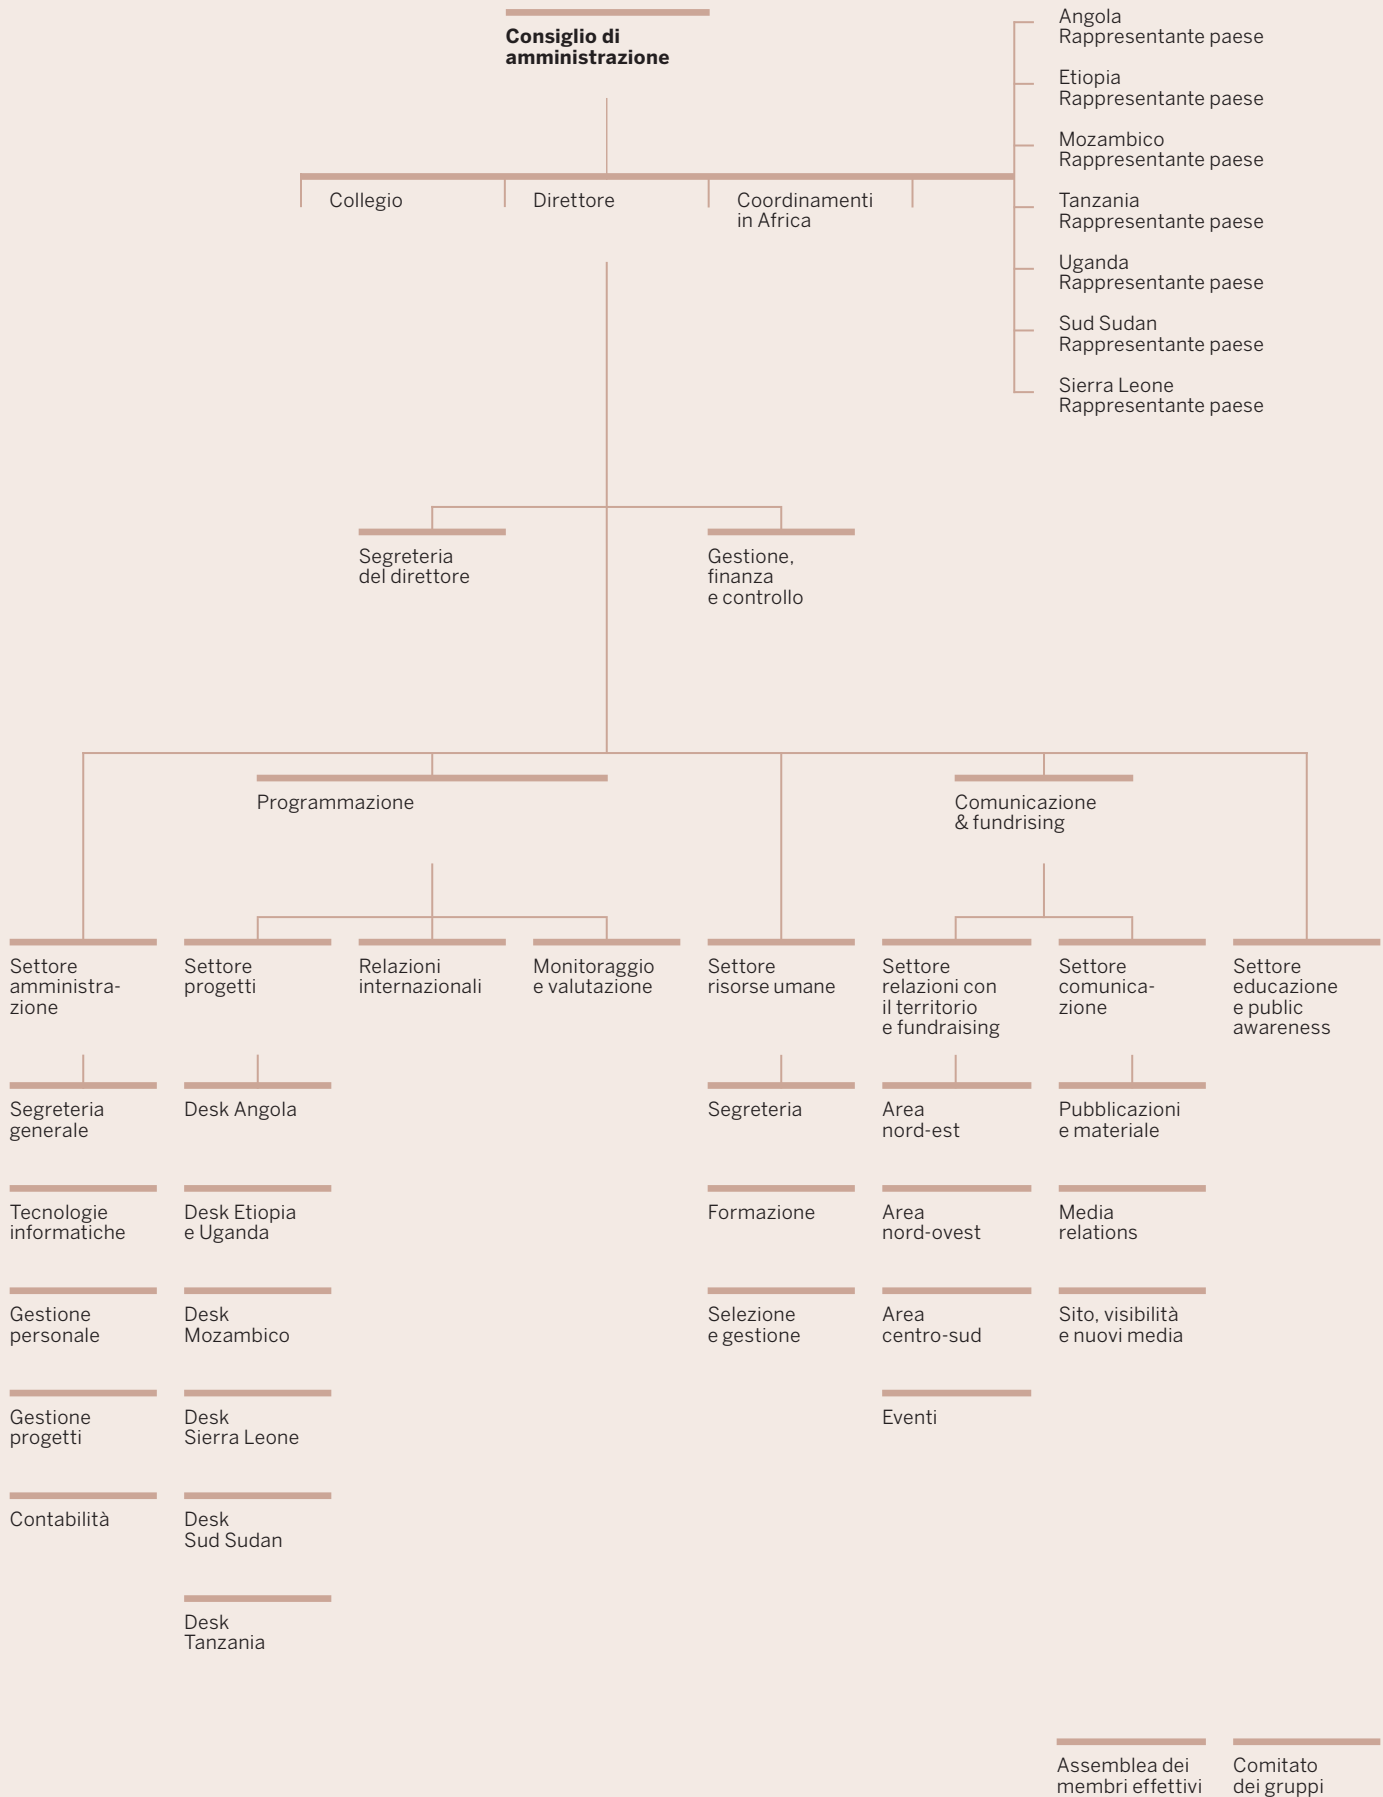 Consiglio di
amministrazione
Collegio
Direttore
Coordinamenti
in Africa
Angola
Rappresentante paese
Etiopia
Rappresentante paese
Mozambico
Rappresentante paese
Tanzania
Rappresentante paese
Uganda
Rappresentante paese
Sud Sudan
Rappresentante paese
Sierra Leone
Rappresentante paese
Segreteria
del direttore
Gestione,
finanza
e controllo
Programmazione
Comunicazione
& fundrising
Settore
amministra-
zione
Settore
progetti
Relazioni
internazionali
Monitoraggio
e valutazione
Settore
risorse umane
Settore
relazioni con
il territorio
e fundraising
Settore
comunica-
zione
Settore
educazione
e public
awareness
Segreteria
generale
Desk Angola
Segreteria
Area
nord-est
Pubblicazioni
e materiale
Tecnologie
informatiche
Desk Etiopia
e Uganda
Formazione
Area
nord-ovest
Media
relations
Gestione
personale
Desk
Mozambico
Selezione
e gestione
Area
centro-sud
Sito, visibilità
e nuovi media
Gestione
progetti
Desk
Sierra Leone
Eventi
Contabilità
Desk
Sud Sudan
Desk
Tanzania
Assemblea dei
membri effettivi
Comitato
dei gruppi